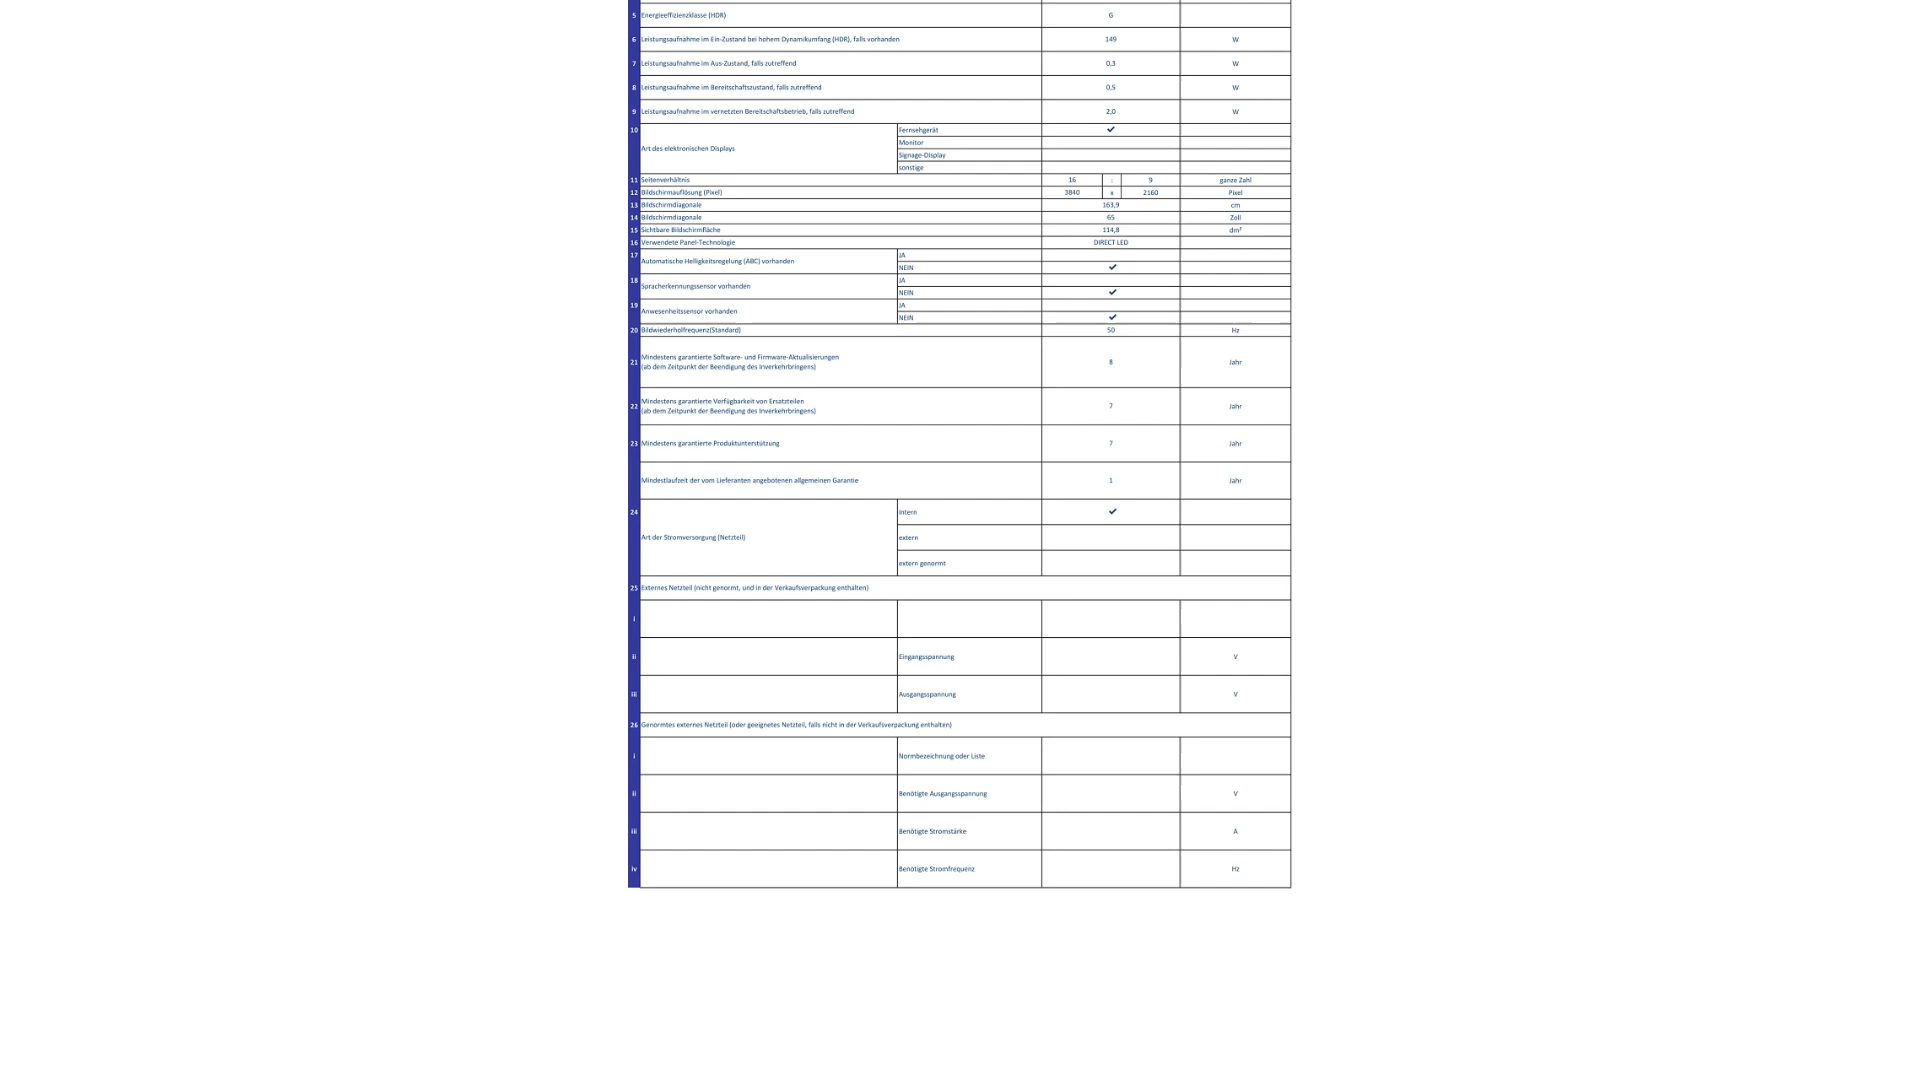 5 Energieeffizienzklasse (HDR) G
6 Leistungsaufnahme im Ein-Zustand bei hohem Dynamikumfang (HDR), falls vorhanden 149 W
7 Leistungsaufnahme im Aus-Zustand, falls zutreffend 0,3 W
8 Leistungsaufnahme im Bereitschaftszustand, falls zutreffend 0,5 W
9 Leistungsaufnahme im vernetzten Bereitschaftsbetrieb, falls zutreffend 2,0 W
10 Art des elektronischen Displays
Fernsehgerät ✓
Monitor
Signage-Display
sonstige
11 Seitenverhältnis 16 : 9 ganze Zahl
12 Bildschirmauflösung (Pixel) 3840 x 2160 Pixel
13 Bildschirmdiagonale 163,9 cm
14 Bildschirmdiagonale 65 Zoll
15 Sichtbare Bildschirmfläche 114,8 dm²
16 Verwendete Panel-Technologie DIRECT LED
17 Automatische Helligkeitsregelung (ABC) vorhanden
JA
NEIN ✓
18 Spracherkennungssensor vorhanden
JA
NEIN ✓
19 Anwesenheitssensor vorhanden
JA
NEIN ✓
20 Bildwiederholfrequenz(Standard) 50 Hz
21 Mindestens garantierte Software- und Firmware-Aktualisierungen
(ab dem Zeitpunkt der Beendigung des Inverkehrbringens) 8 Jahr
22 Mindestens garantierte Verfügbarkeit von Ersatzteilen
(ab dem Zeitpunkt der Beendigung des Inverkehrbringens) 7 Jahr
23 Mindestens garantierte Produktunterstützung 7 Jahr
Mindestlaufzeit der vom Lieferanten angebotenen allgemeinen Garantie 1 Jahr
24 Art der Stromversorgung (Netzteil)
Intern ✓
extern
extern genormt
25 Externes Netzteil (nicht genormt, und in der Verkaufsverpackung enthalten)
i
ii Eingangsspannung V
iii Ausgangsspannung V
26 Genormtes externes Netzteil (oder geeignetes Netzteil, falls nicht in der Verkaufsverpackung enthalten)
i Normbezeichnung oder Liste
ii Benötigte Ausgangsspannung V
iii Benötigte Stromstärke A
iv Benötigte Stromfrequenz Hz